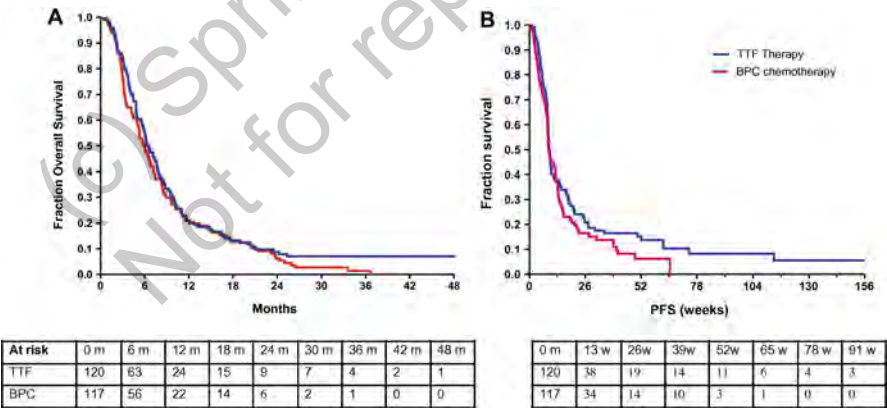 (c) Spri
Not for rep
A
B
Fraction Overall Survival
1.0
0.9
0.8
0.7
0.6
0.5
0.4
0.3
0.2
0.1
0.0
0 6 12 18 24 30 36 42 48
Months
Fraction survival
1.0
0.9
0.8
0.7
0.6
0.5
0.4
0.3
0.2
0.1
0.0
0 26 52 78 104 130 156
PFS (weeks)
TTF Therapy
BPC chemotherapy
At risk 0 m 6 m 12 m 18 m 24 m 30 m 36 m 42 m 48 m
TTF 120 63 24 15 9 7 4 2 1
BPC 117 56 22 14 6 2 1 0 0
0 m 13 w 26w 39w 52w 65 w 78 w 91 w
120 38 19 14 11 6 4 3
117 34 14 10 3 1 0 0